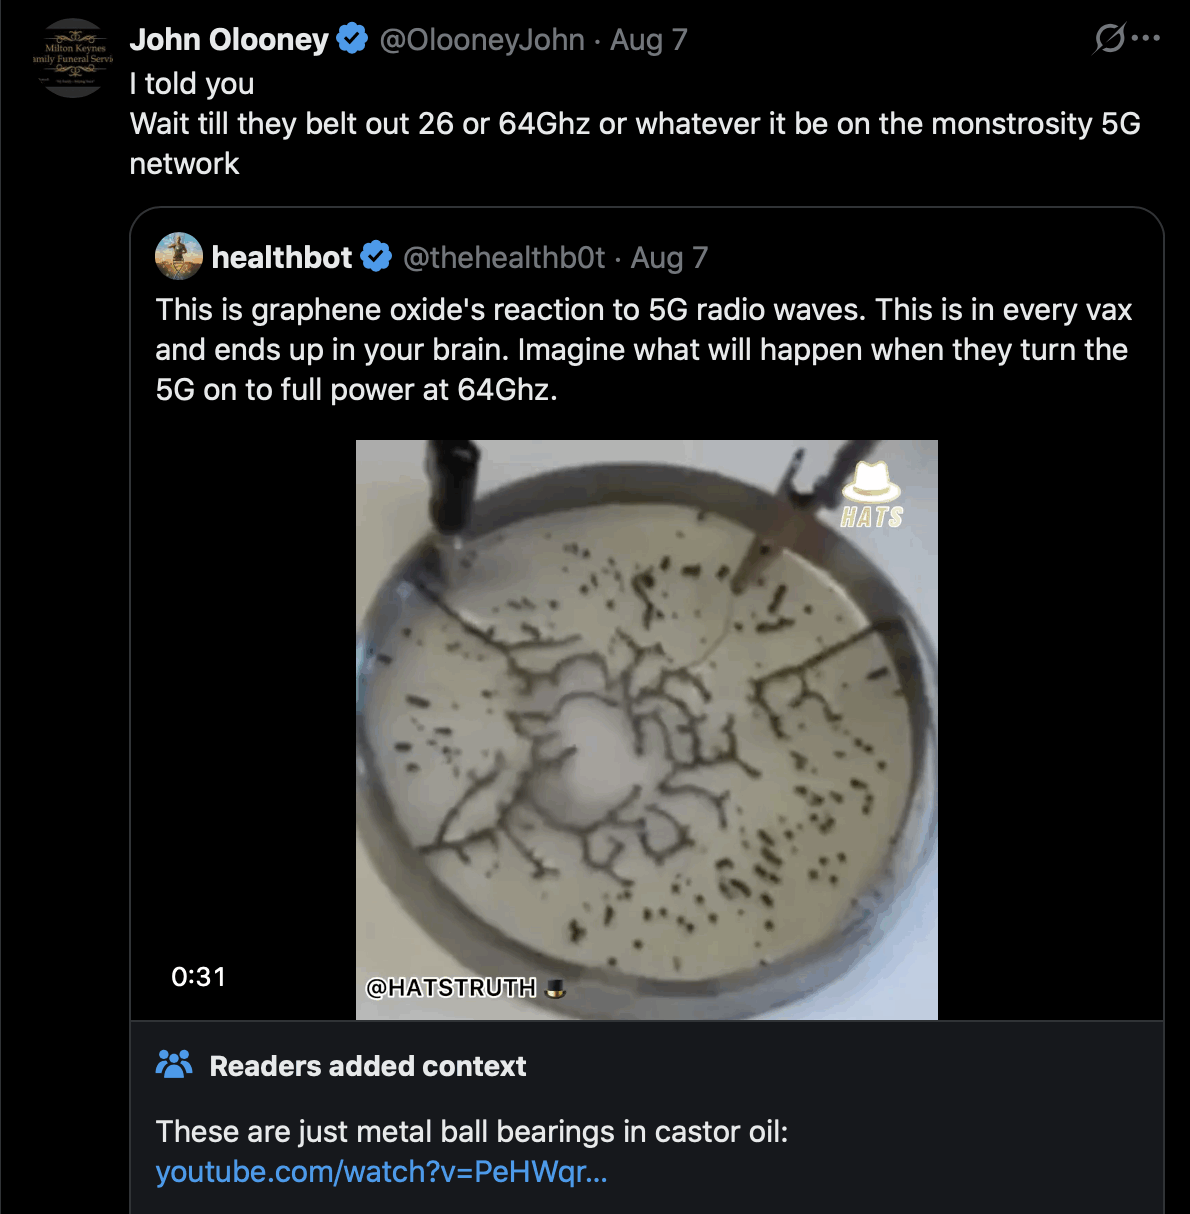 Milton Keynes
John Olooney @OlooneyJohn · Aug 7
I told you
Wait till they belt out 26 or 64Ghz or whatever it be on the monstrosity 5G
network
healthbot @thehealthb0t · Aug 7
This is graphene oxide's reaction to 5G radio waves. This is in every vax
and ends up in your brain. Imagine what will happen when they turn the
5G on to full power at 64Ghz.
HATS
0:31
@HATSTRUTH
Readers added context
These are just metal ball bearings in castor oil:
youtube.com/watch?v=PeHWqr...